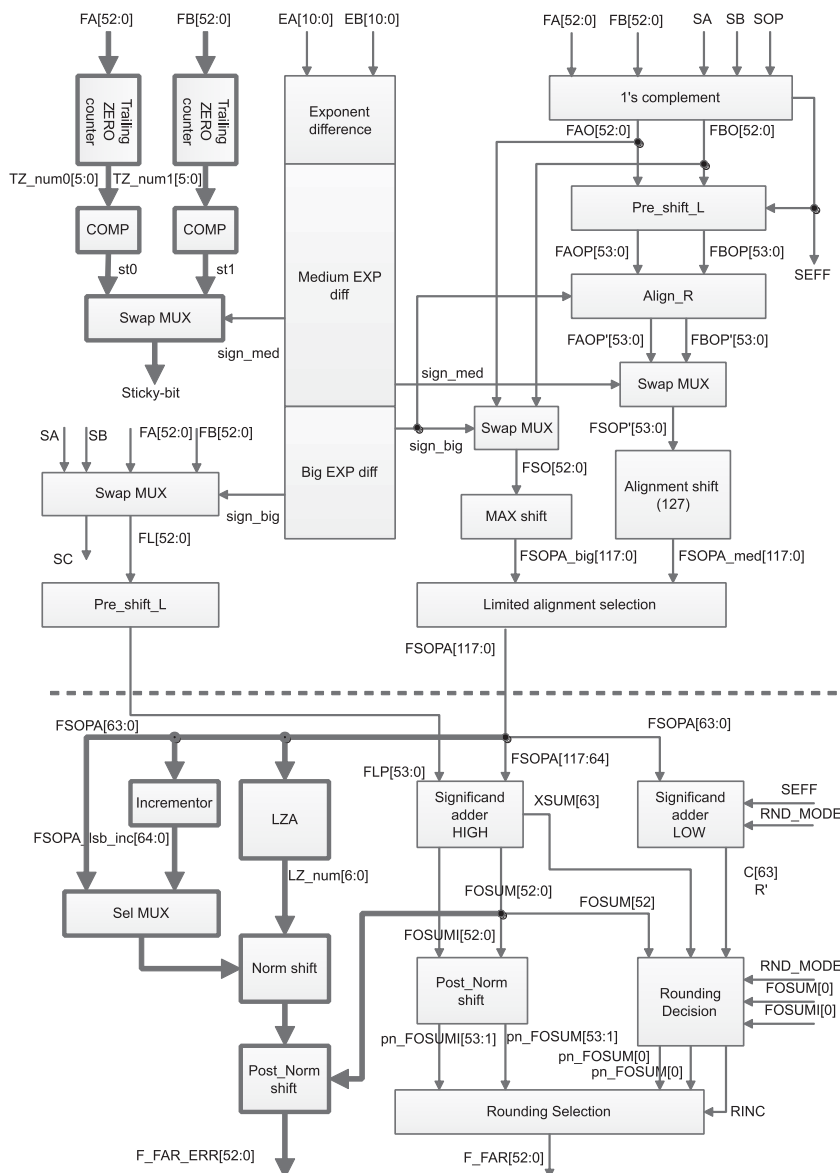 FA[52:0]
FB[52:0]
EA[10:0]
EB[10:0]
FA[52:0]
FB[52:0]
SA
SB
SOP
Trailing
ZERO
counter
Trailing
ZERO
counter
Exponent
difference
1's complement
FAO[52:0]
FBO[52:0]
TZ_num0[5:0]
TZ_num1[5:0]
Pre_shift_L
COMP
COMP
FAOP[53:0]
FBOP[53:0]
SEFF
st0
st1
Medium EXP
diff
Align_R
Swap MUX
FAOP'[53:0]
FBOP'[53:0]
sign_med
sign_med
Swap MUX
Sticky-bit
FSOP'[53:0]
SA
SB
FA[52:0]
FB[52:0]
Swap MUX
sign_big
Big EXP diff
FSO[52:0]
Swap MUX
Alignment shift
(127)
sign_big
MAX shift
SC
FL[52:0]
FSOPA_big[117:0]
FSOPA_med[117:0]
Pre_shift_L
Limited alignment selection
FSOPA[117:0]
FSOPA[63:0]
FSOPA[63:0]
FLP[53:0]
FSOPA[117:64]
Incrementor
LZA
Significand
adder
HIGH
XSUM[63]
Significand
adder
LOW
SEFF
RND_MODE
FSOPA_lsb_inc[64:0]
LZ_num[6:0]
C[63]
R'
FOSUM[52:0]
FOSUM[52]
Sel MUX
FOSUMI[52:0]
Norm shift
Post_Norm
shift
Rounding
Decision
RND_MODE
FOSUM[0]
FOSUMI[0]
pn_FOSUMI[53:1]
pn_FOSUM[53:1]
pn_FOSUM[0]
pn_FOSUM[0]
Post_Norm
shift
Rounding Selection
RINC
F_FAR_ERR[52:0]
F_FAR[52:0]